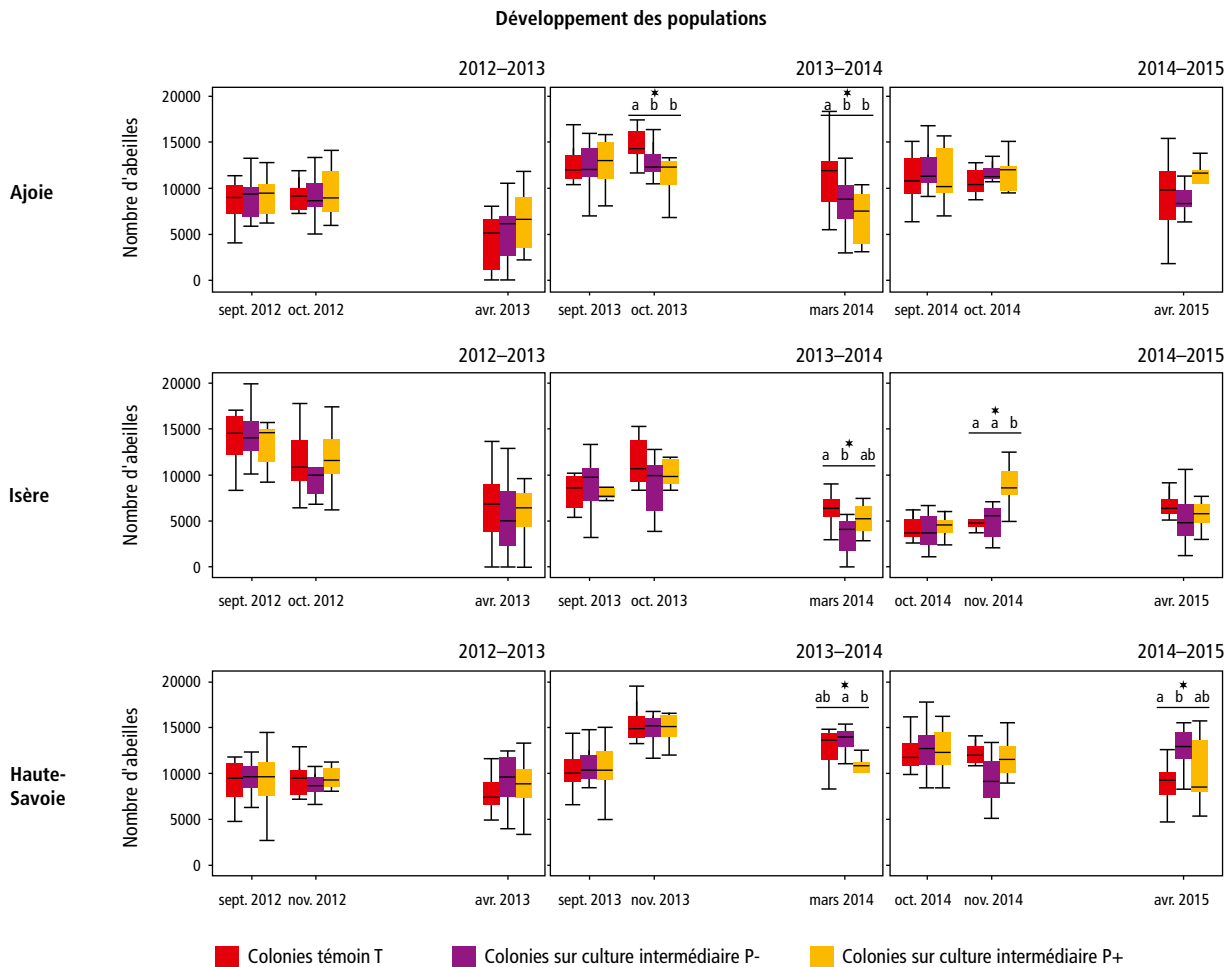 Développement des populations
2012–2013 2013–2014 2014–2015
Ajoie
Nombre d'abeilles
20000
15000
10000
5000
0
a b b
a b b
sept. 2012 oct. 2012 avr. 2013 sept. 2013 oct. 2013 mars 2014 sept. 2014 oct. 2014 avr. 2015
2012–2013 2013–2014 2014–2015
Isère
Nombre d'abeilles
20000
15000
10000
5000
0
a b ab
a a b
sept. 2012 oct. 2012 avr. 2013 sept. 2013 oct. 2013 mars 2014 oct. 2014 nov. 2014 avr. 2015
2012–2013 2013–2014 2014–2015
Haute-
Savoie
Nombre d'abeilles
20000
15000
10000
5000
0
ab a b
a b ab
sept. 2012 nov. 2012 avr. 2013 sept. 2013 nov. 2013 mars 2014 oct. 2014 nov. 2014 avr. 2015
Colonies témoin T Colonies sur culture intermédiaire P- Colonies sur culture intermédiaire P+